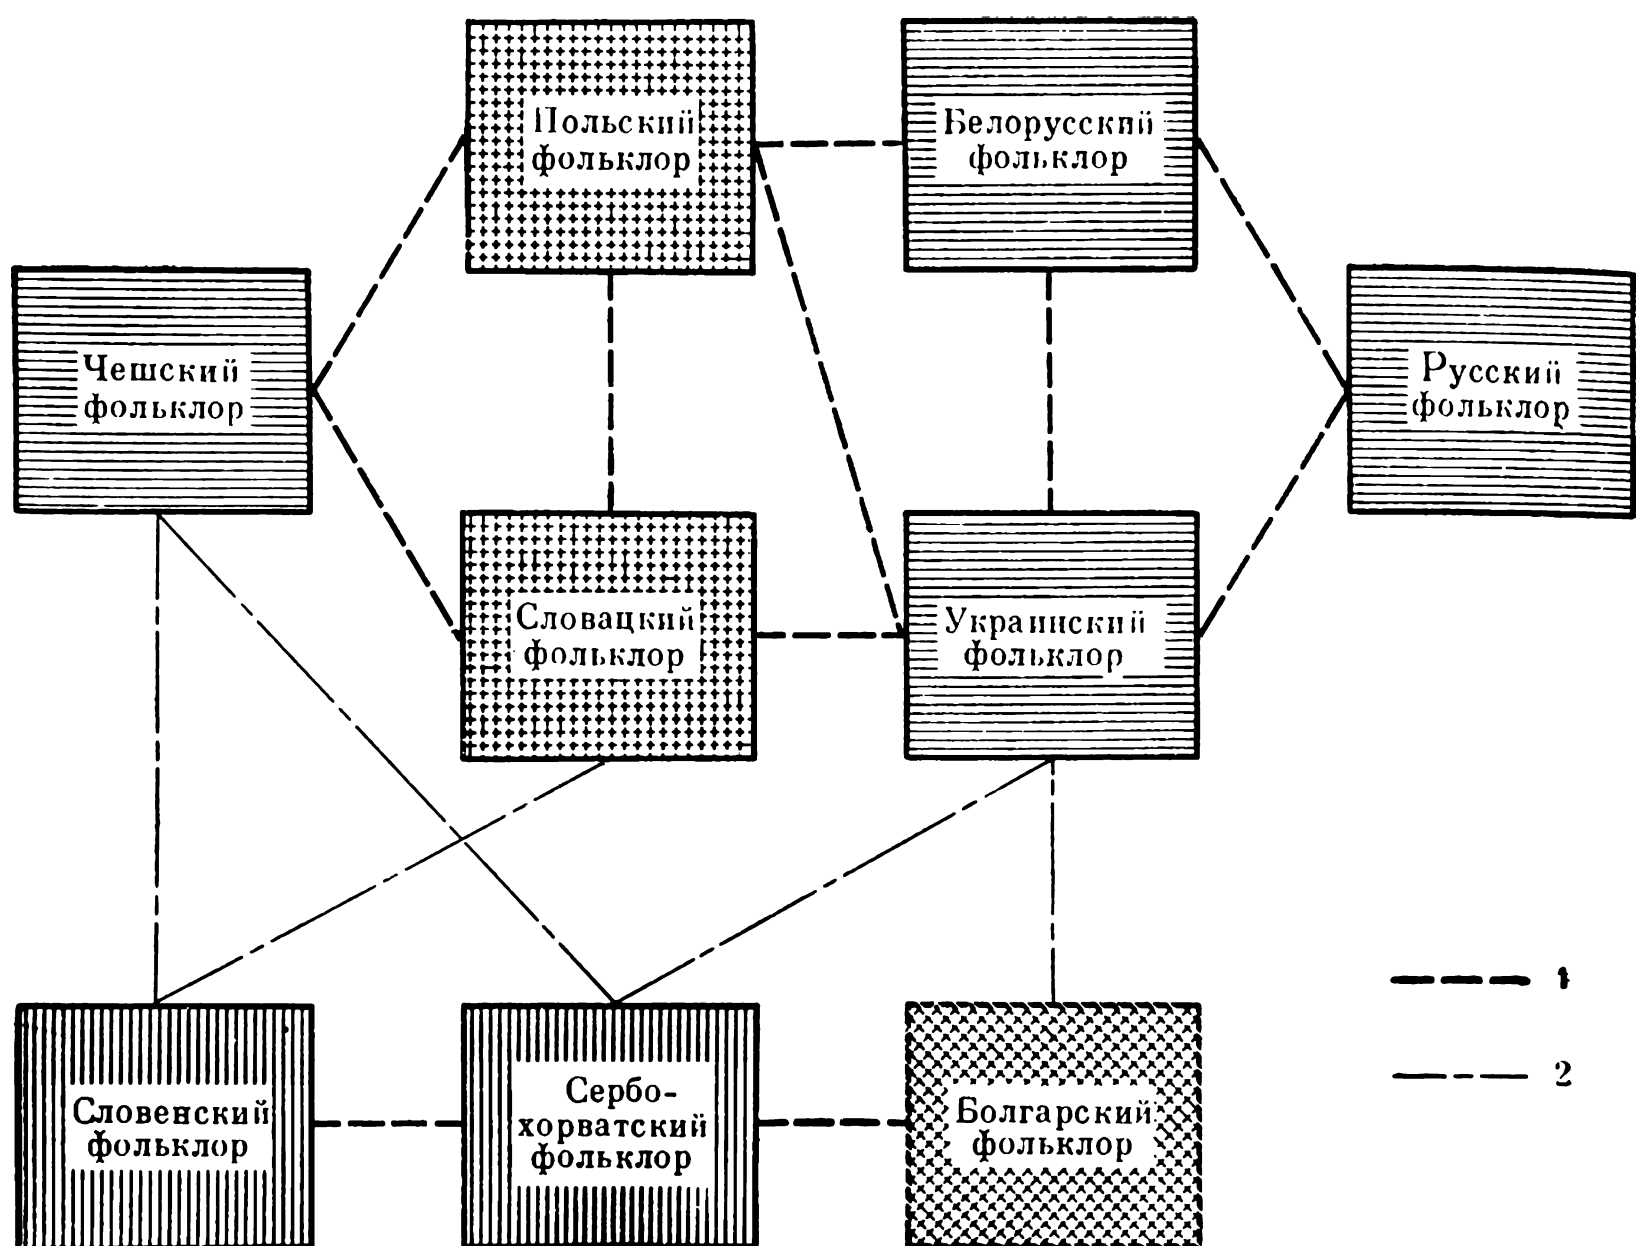 Польский
фольклор
Белорусский
фольклор
Чешский
фольклор
Русский
фольклор
Словацкий
фольклор
Украинский
фольклор
Словенский
фольклор
Сербо-
хорватский
фольклор
Болгарский
фольклор
1
2